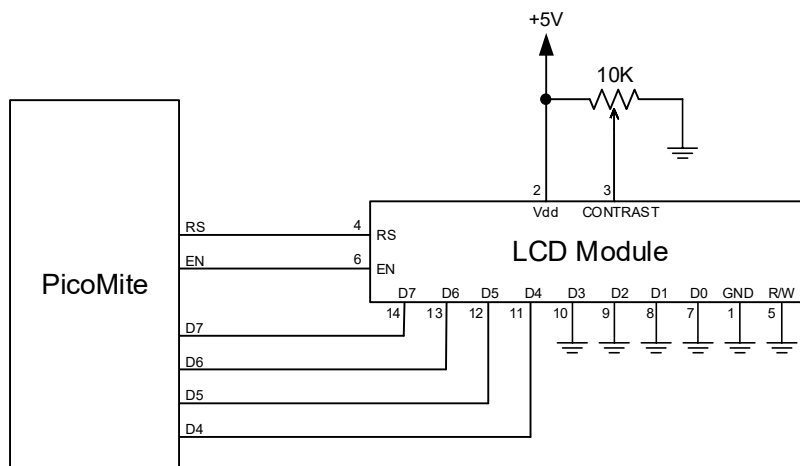 +5V
10K
2 3
Vdd CONTRAST
RS 4 RS
LCD Module
EN 6 EN
PicoMite
D7 D6 D5 D4 D3 D2 D1 D0 GND R/W
14 13 12 11 10 9 8 7 1 5
D7
D6
D5
D4